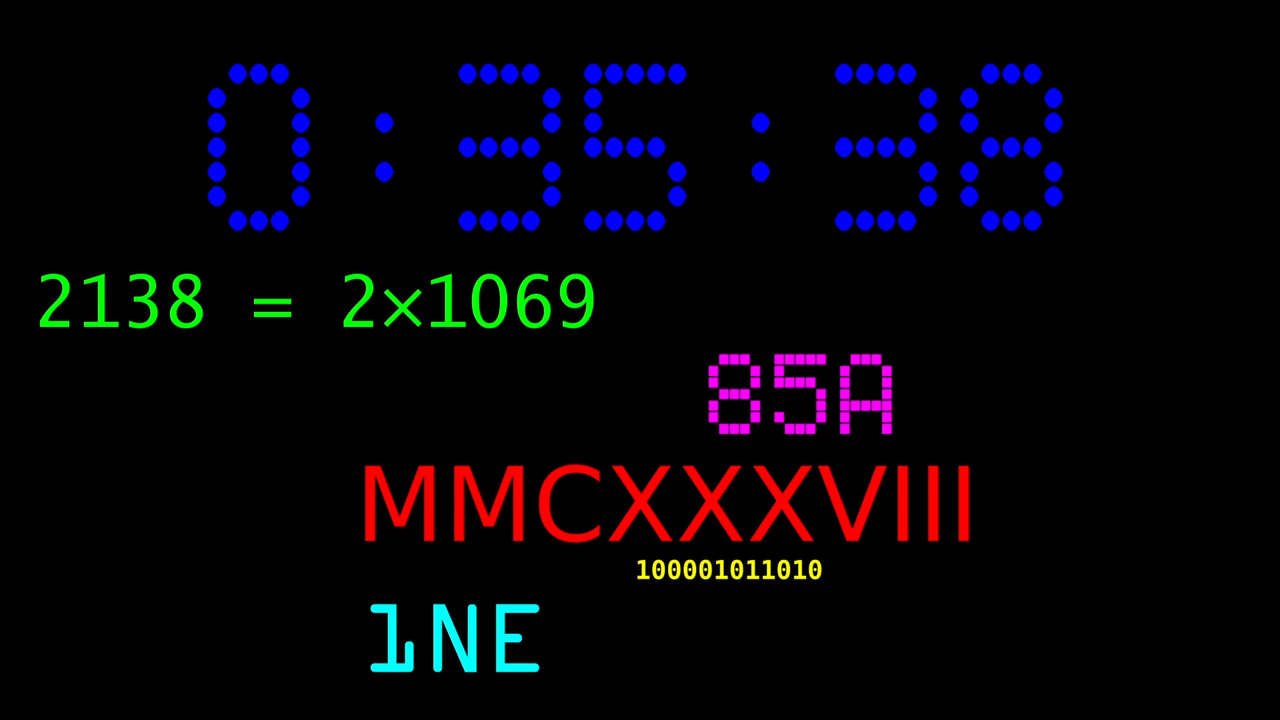 0:35:38
2138 = 2×1069
85A
MMCXXXVIII
100001011010
1NE